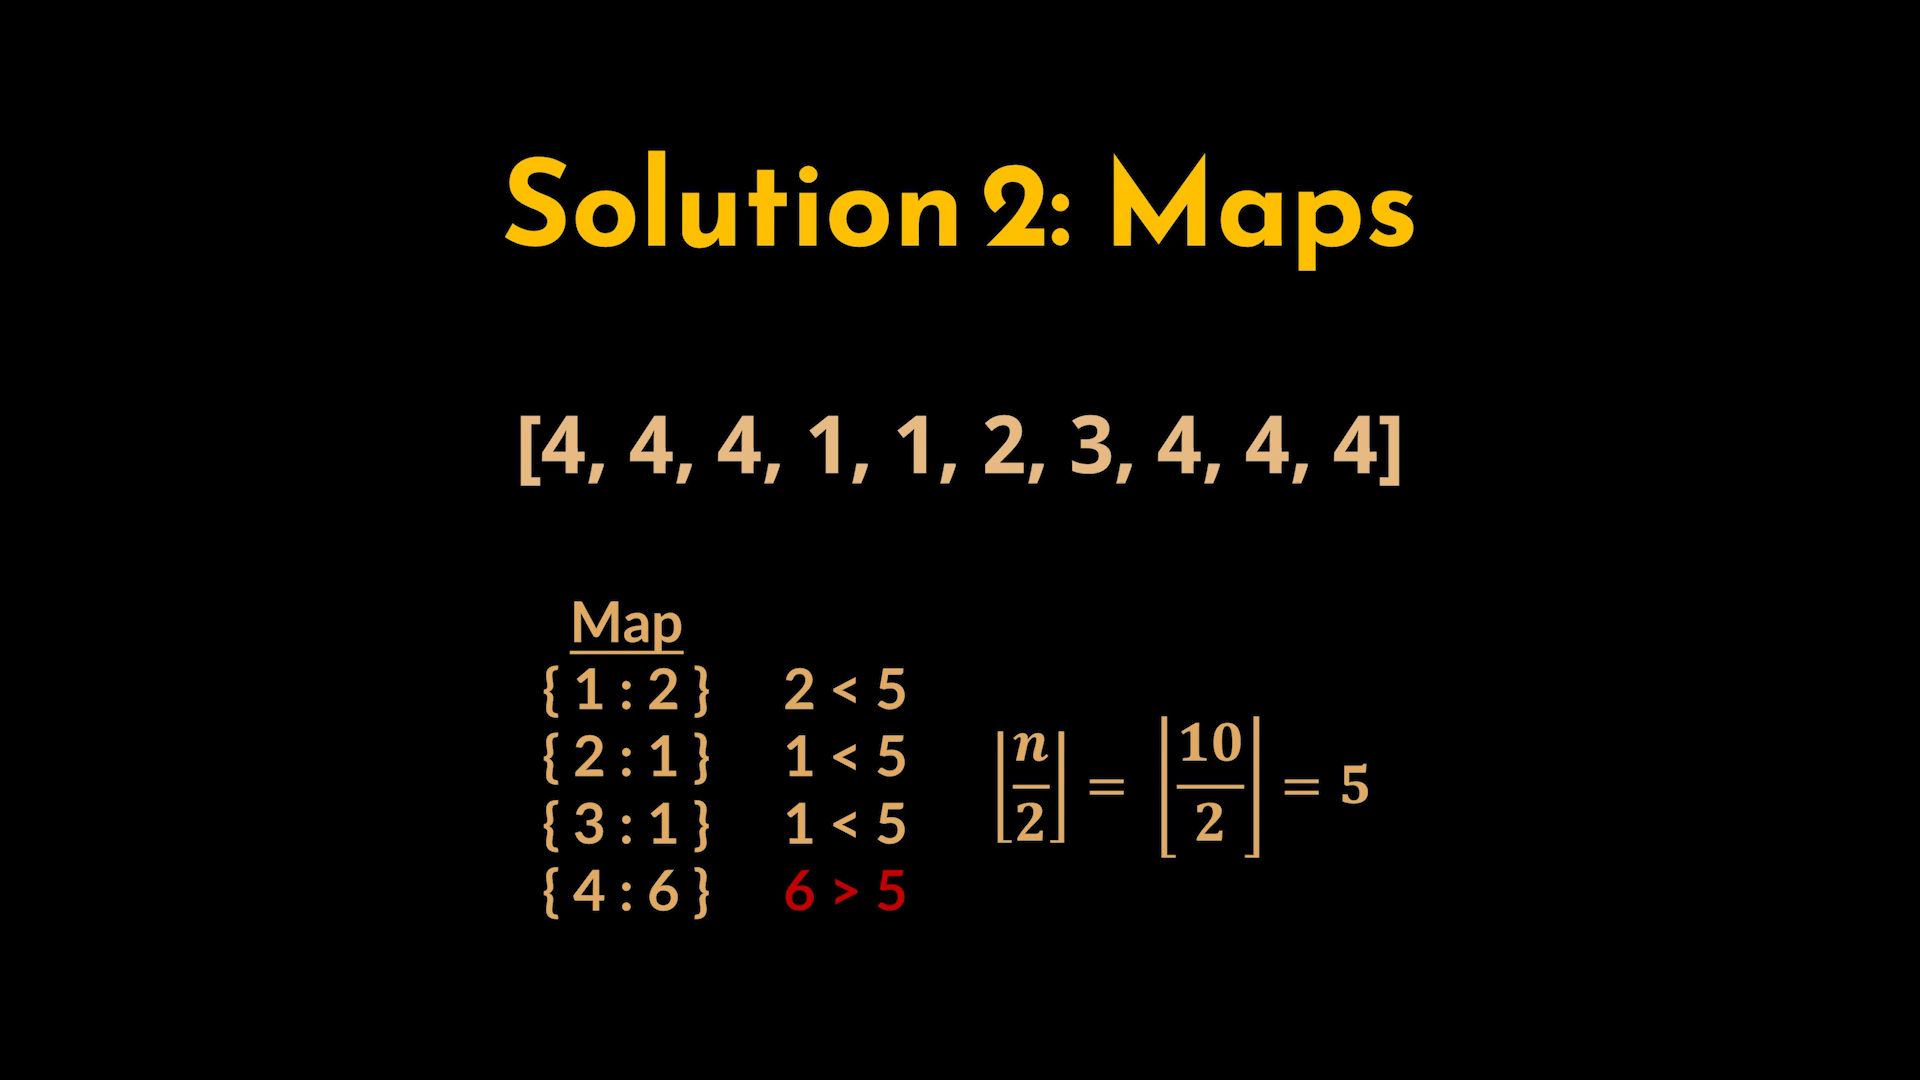 Solution 2: Maps
[4, 4, 4, 1, 1, 2, 3, 4, 4, 4]
Map
{ 1 : 2 } 2 < 5
{ 2 : 1 } 1 < 5
{ 3 : 1 } 1 < 5
{ 4 : 6 } 6 > 5
⌊n/2⌋ = ⌊10/2⌋ = 5